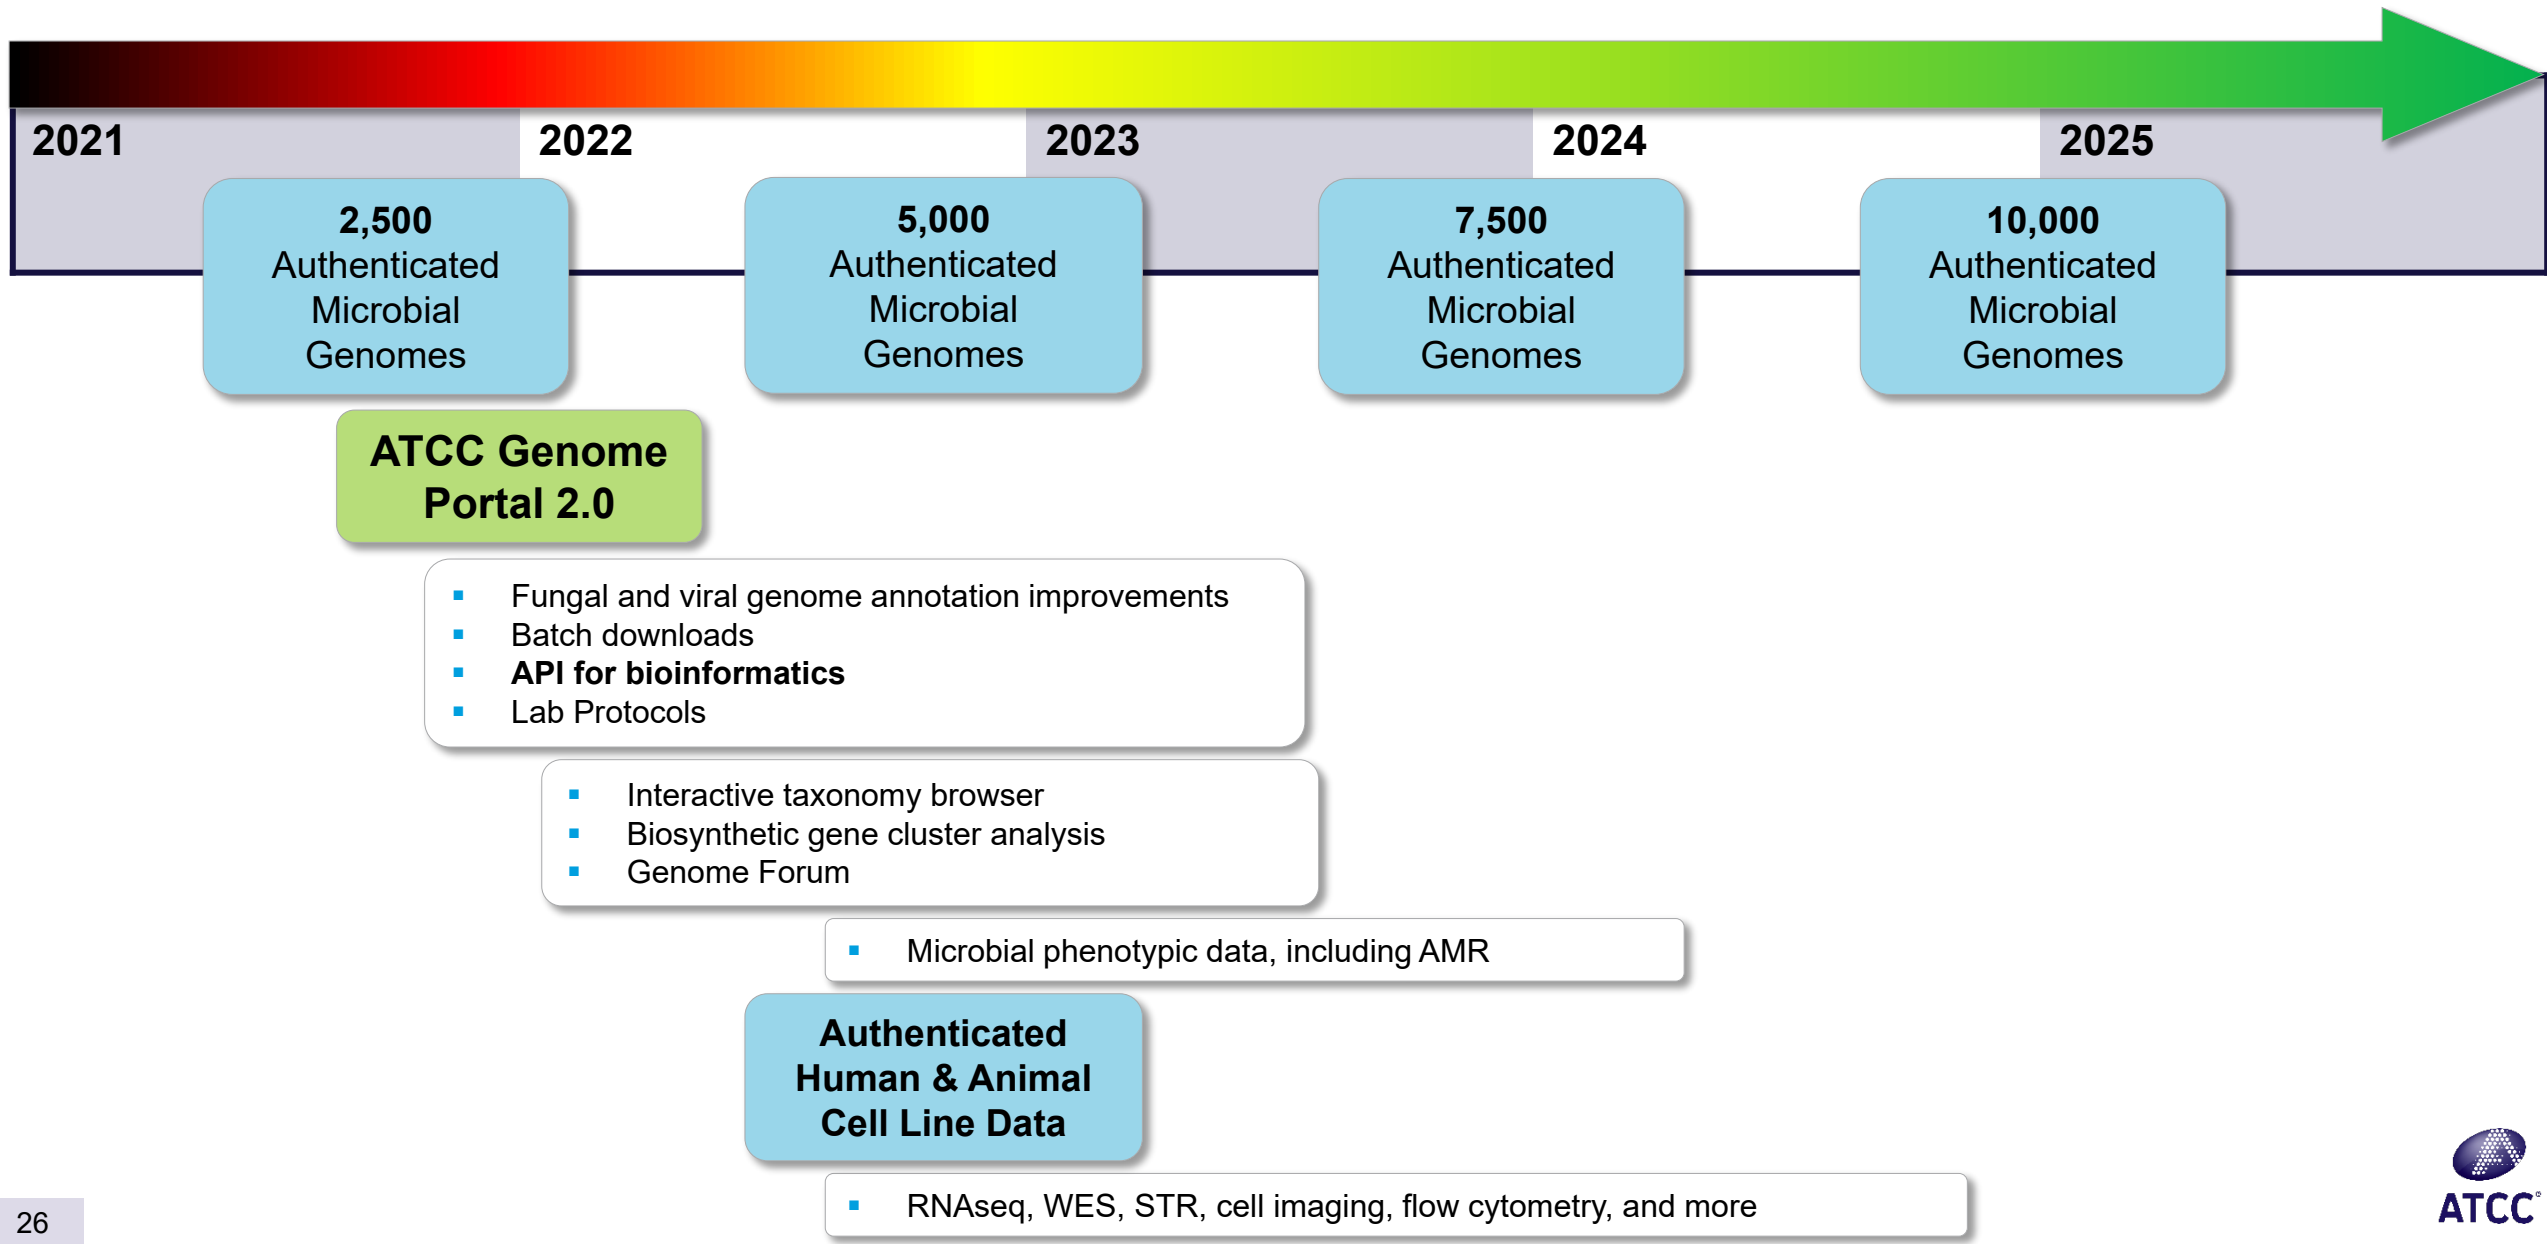 2021
2022
2023
2024
2025
2,500
Authenticated
Microbial
Genomes
5,000
Authenticated
Microbial
Genomes
7,500
Authenticated
Microbial
Genomes
10,000
Authenticated
Microbial
Genomes
ATCC Genome
Portal 2.0
▪ Fungal and viral genome annotation improvements
▪ Batch downloads
▪ API for bioinformatics
▪ Lab Protocols
▪ Interactive taxonomy browser
▪ Biosynthetic gene cluster analysis
▪ Genome Forum
▪ Microbial phenotypic data, including AMR
Authenticated
Human & Animal
Cell Line Data
▪ RNAseq, WES, STR, cell imaging, flow cytometry, and more
26
ATCC®